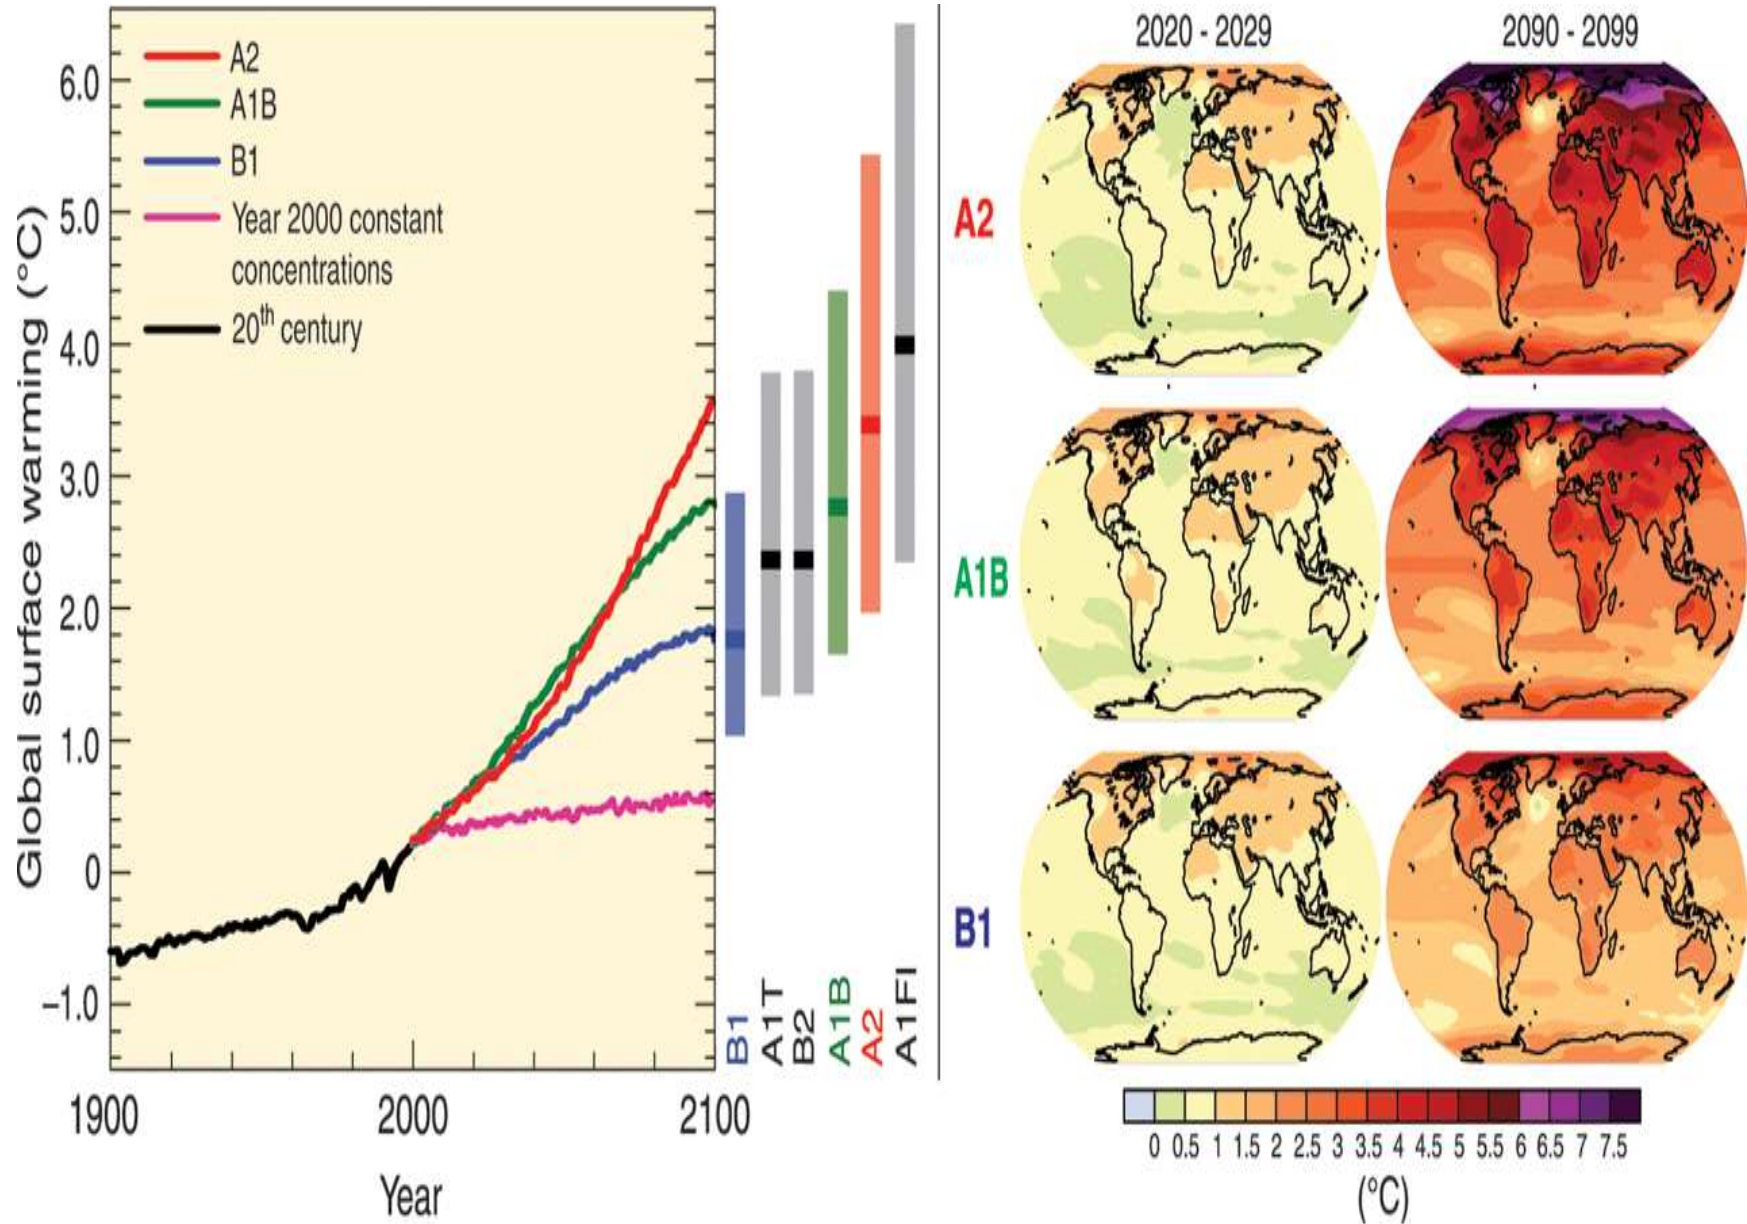 Global surface warming (°C)
6.0
5.0
4.0
3.0
2.0
1.0
0
–1.0
A2
A1B
B1
Year 2000 constant
concentrations
20th century
1900
2000
2100
Year
B1
A1T
B2
A1B
A2
A1FI
2020 - 2029
2090 - 2099
A2
A1B
B1
0 0.5 1 1.5 2 2.5 3 3.5 4 4.5 5 5.5 6 6.5 7 7.5
(°C)